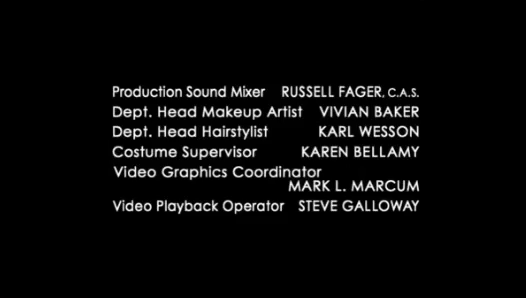 Production Sound Mixer RUSSELL FAGER, C.A.S.
Dept. Head Makeup Artist VIVIAN BAKER
Dept. Head Hairstylist KARL WESSON
Costume Supervisor KAREN BELLAMY
Video Graphics Coordinator
MARK L. MARCUM
Video Playback Operator STEVE GALLOWAY